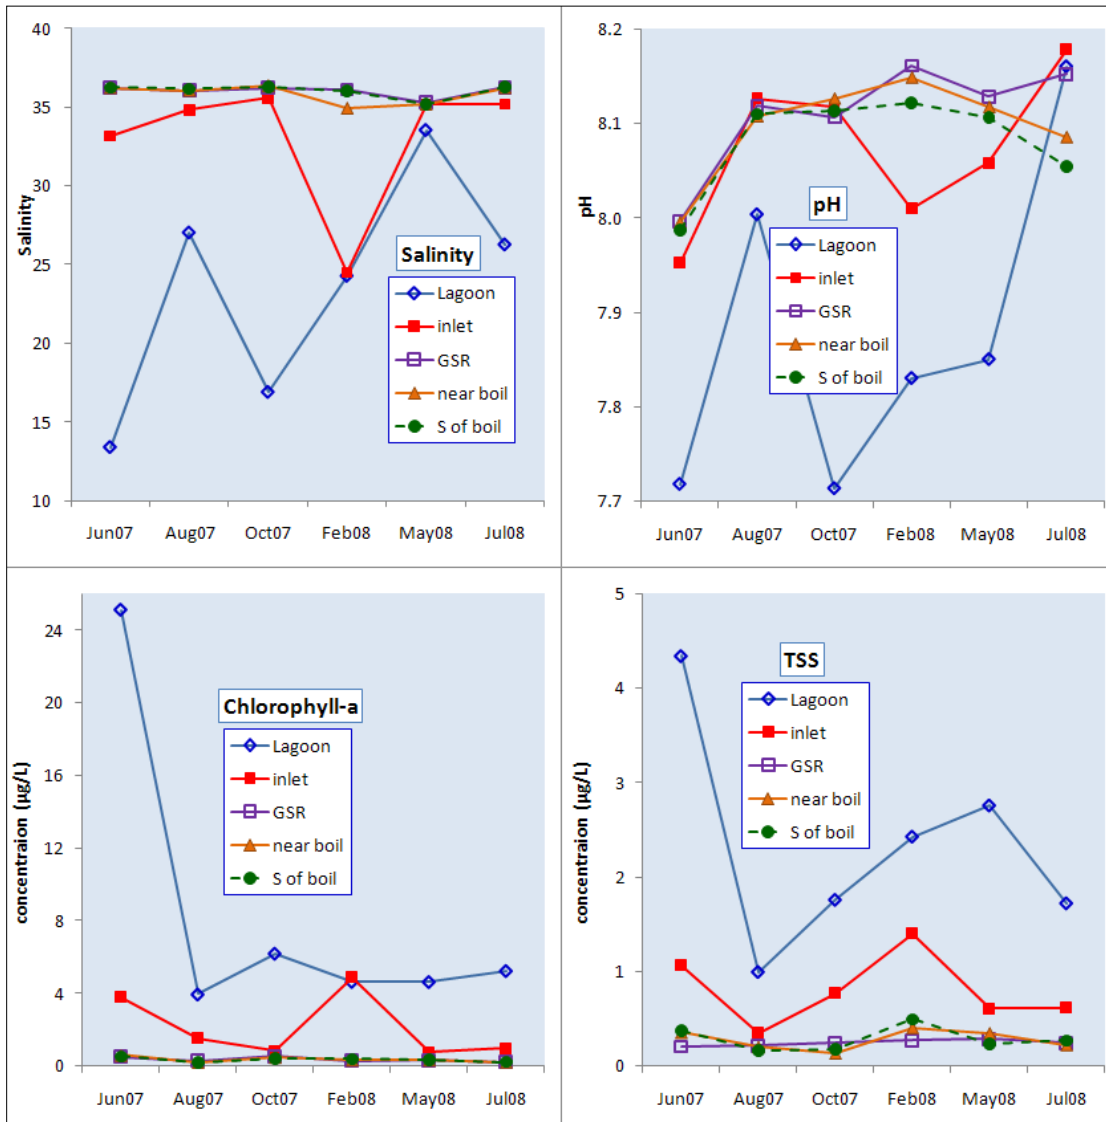 40
35
30
25
20
15
10
Salinity
Salinity
Lagoon
inlet
GSR
near boil
S of boil
Jun07 Aug07 Oct07 Feb08 May08 Jul08
8.2
8.1
8.0
7.9
7.8
7.7
pH
pH
Lagoon
inlet
GSR
near boil
S of boil
Jun07 Aug07 Oct07 Feb08 May08 Jul08
24
20
16
12
8
4
0
concentraion (µg/L)
Chlorophyll-a
Lagoon
inlet
GSR
near boil
S of boil
Jun07 Aug07 Oct07 Feb08 May08 Jul08
5
4
3
2
1
0
concentraion (µg/L)
TSS
Lagoon
inlet
GSR
near boil
S of boil
Jun07 Aug07 Oct07 Feb08 May08 Jul08